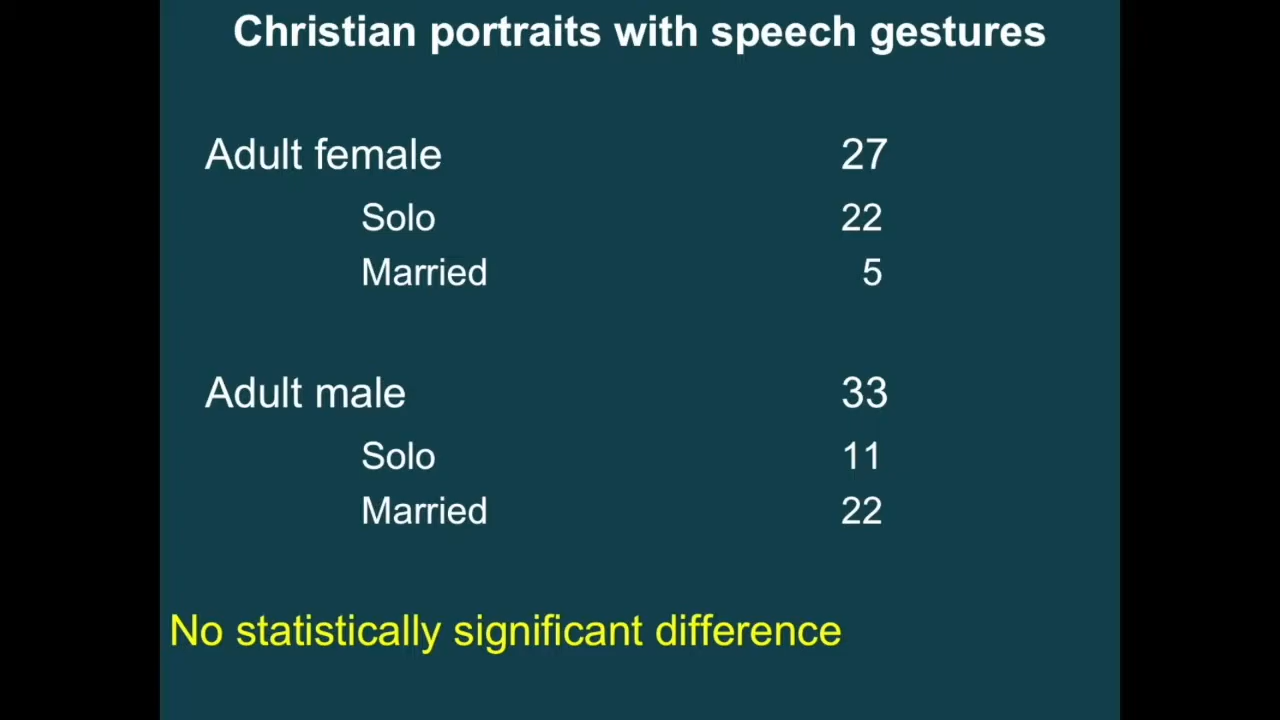 Christian portraits with speech gestures
Adult female 27
Solo 22
Married 5
Adult male 33
Solo 11
Married 22
No statistically significant difference